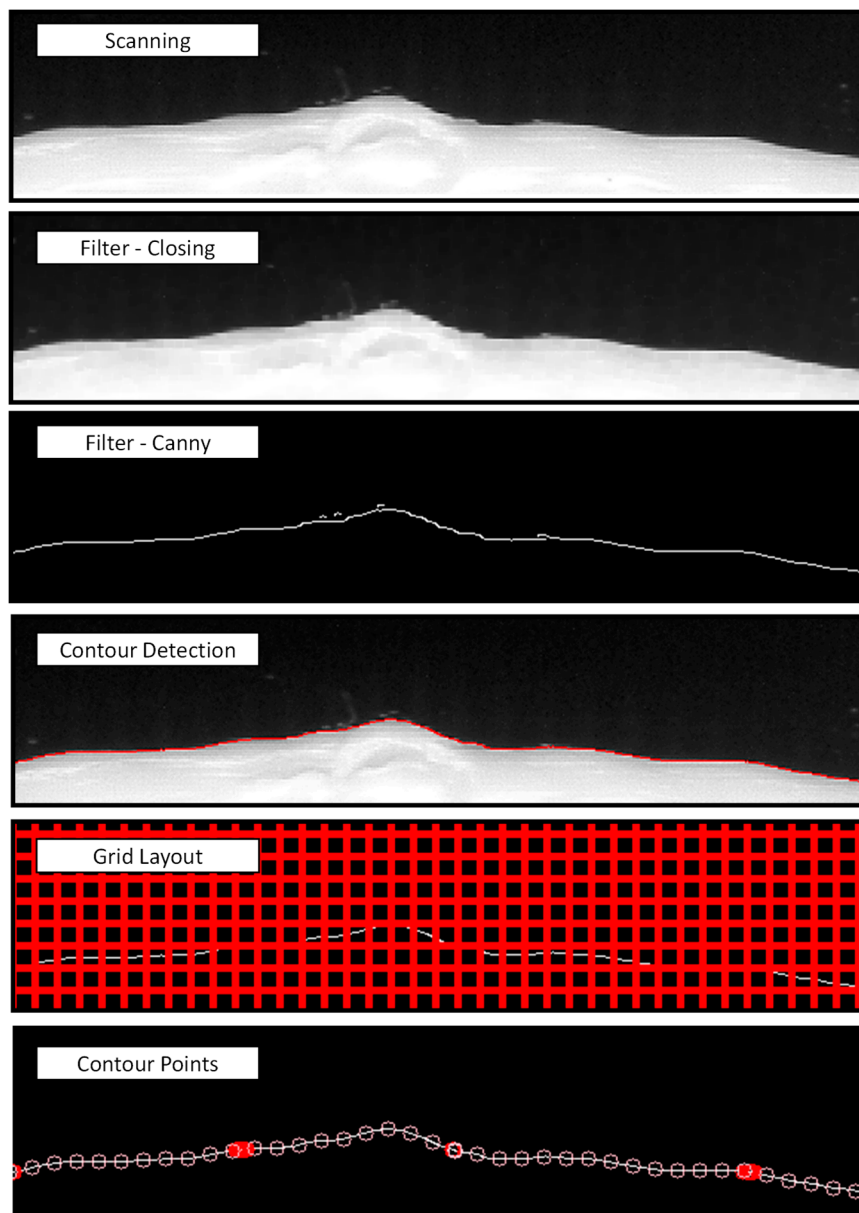 Scanning
Filter - Closing
Filter - Canny
Contour Detection
Grid Layout
Contour Points